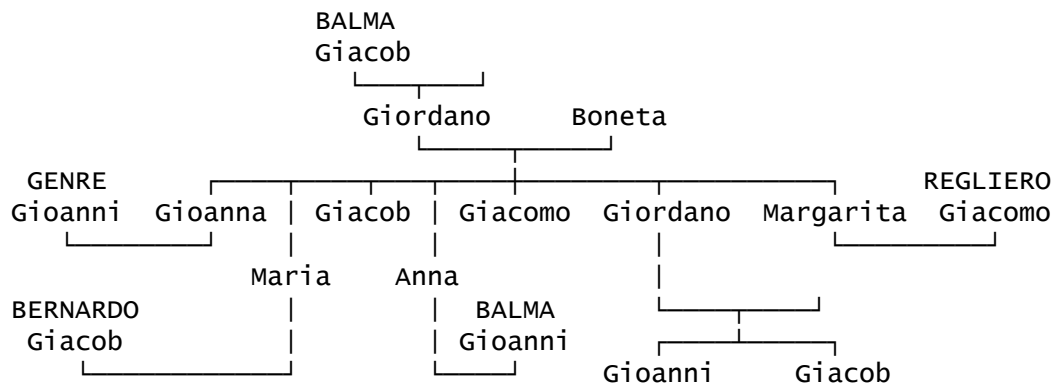 BALMA
Giacob
Giordano Boneta
GENRE REGLIERO
Gioanni Gioanna Giacob Giacomo Giordano Margarita Giacomo
Maria Anna
BERNARDO BALMA
Giacob Gioanni
Gioanni Giacob